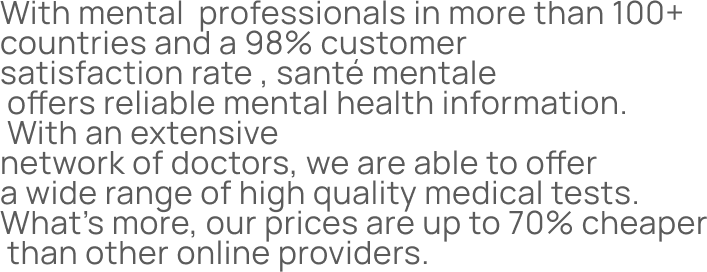 With mental  professionals in more than 100+
countries and a 98% customer
satisfaction rate , santé mentale
 offers reliable mental health information.
 With an extensive
network of doctors, we are able to offer
a wide range of high quality medical tests.
What's more, our prices are up to 70% cheaper
 than other online providers.